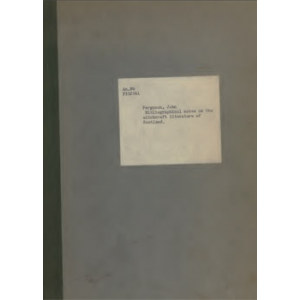 Ferguson, John
Bibliographical notes on the
witchcraft literature of
Scotland.